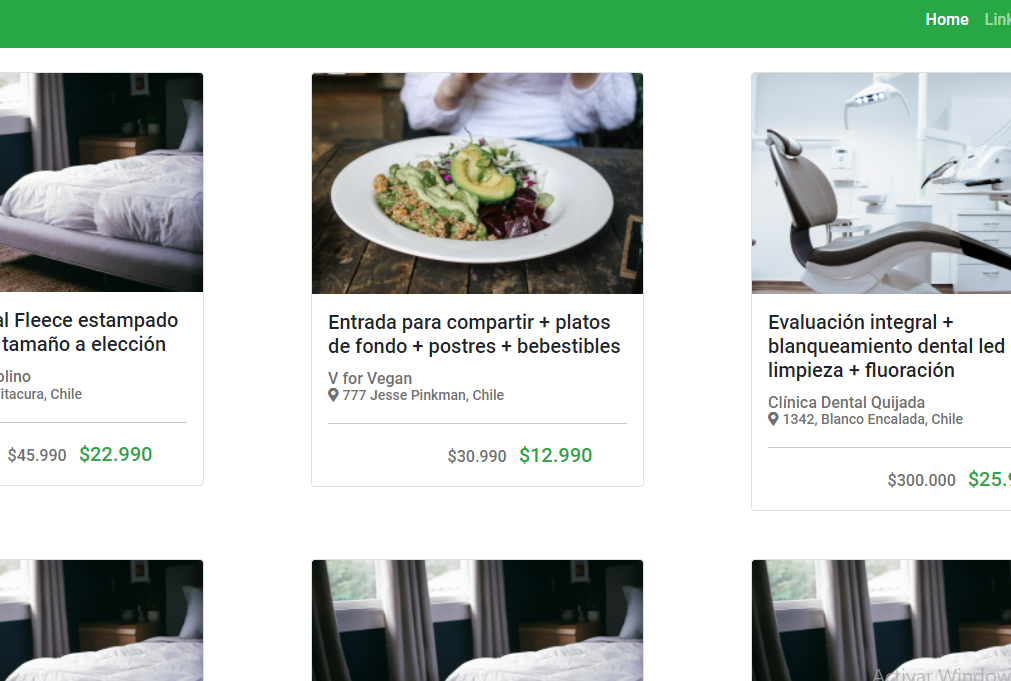 Home Link
al Fleece estampado
tamaño a elección
olino
itacura, Chile
$45.990 $22.990
Entrada para compartir + platos
de fondo + postres + bebestibles
V for Vegan
777 Jesse Pinkman, Chile
$30.990 $12.990
Evaluación integral +
blanqueamiento dental led
limpieza + fluoración
Clínica Dental Quijada
1342, Blanco Encalada, Chile
$300.000 $25.9
Activar Window